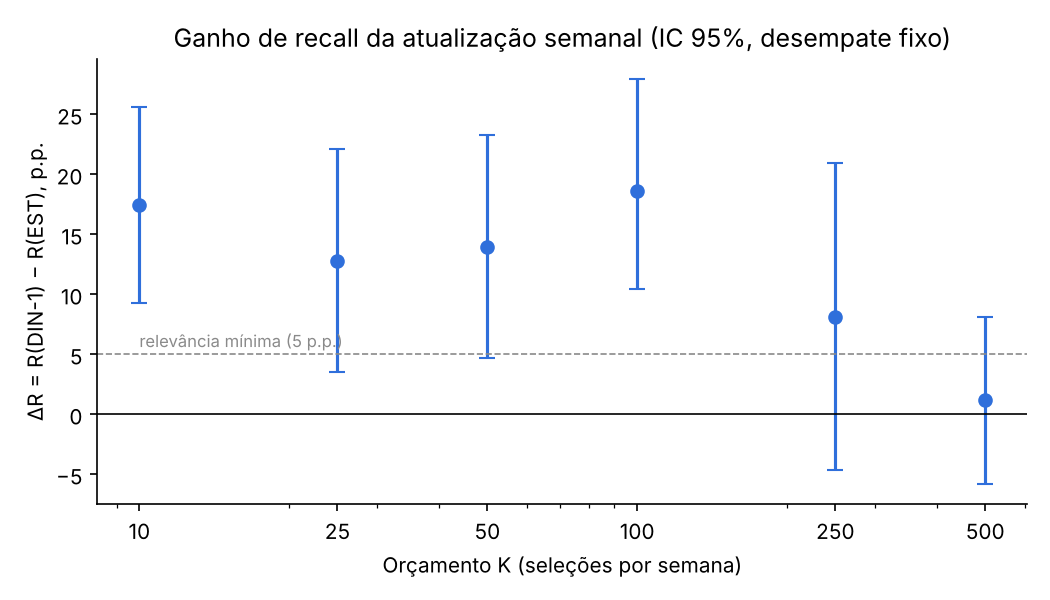 Ganho de recall da atualização semanal (IC 95%, desempate fixo)
ΔR = R(DIN-1) − R(EST), p.p.
25
20
15
10
5
0
−5
relevância mínima (5 p.p.)
10 25 50 100 250 500
Orçamento K (seleções por semana)